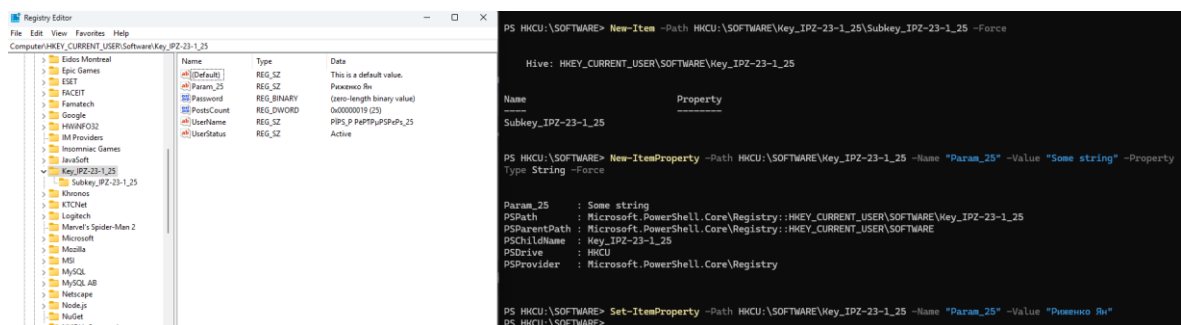 Registry Editor
File Edit View Favorites Help
Computer\HKEY_CURRENT_USER\Software\Key_IPZ-23-1_25
Eidos Montreal
Epic Games
ESET
FACEIT
Famatech
Google
HWiNFO32
IM Providers
Insomniac Games
JavaSoft
Key_IPZ-23-1_25
Subkey_IPZ-23-1_25
Khronos
KTCNet
Logitech
Marvel's Spider-Man 2
Microsoft
Mozilla
MSI
MySQL
MySQL AB
Netscape
Node.js
NuGet
Name Type Data
(Default) REG_SZ This is a default value.
Param_25 REG_SZ Риженко Ян
Password REG_BINARY (zero-length binary value)
PostsCount REG_DWORD 0x00000019 (25)
UserName REG_SZ
UserStatus REG_SZ Active
PS HKCU:\SOFTWARE> New-Item -Path HKCU:\SOFTWARE\Key_IPZ-23-1_25\Subkey_IPZ-23-1_25 -Force
Hive: HKEY_CURRENT_USER\SOFTWARE\Key_IPZ-23-1_25
Name Property
---- --------
Subkey_IPZ-23-1_25
PS HKCU:\SOFTWARE> New-ItemProperty -Path HKCU:\SOFTWARE\Key_IPZ-23-1_25 -Name "Param_25" -Value "Some string" -Property
Type String -Force
Param_25 : Some string
PSPath : Microsoft.PowerShell.Core\Registry::HKEY_CURRENT_USER\SOFTWARE\Key_IPZ-23-1_25
PSParentPath : Microsoft.PowerShell.Core\Registry::HKEY_CURRENT_USER\SOFTWARE
PSChildName : Key_IPZ-23-1_25
PSDrive : HKCU
PSProvider : Microsoft.PowerShell.Core\Registry
PS HKCU:\SOFTWARE> Set-ItemProperty -Path HKCU:\SOFTWARE\Key_IPZ-23-1_25 -Name "Param_25" -Value "Риженко Ян"
PS HKCU:\SOFTWARE>